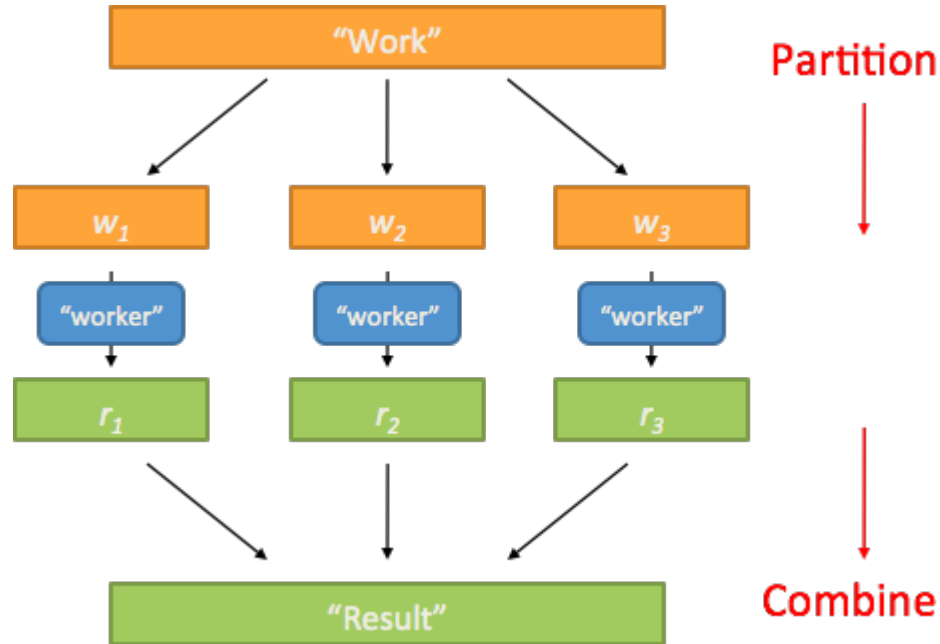 “Work”
Partition
w1 w2 w3
“worker” “worker” “worker”
r1 r2 r3
“Result”
Combine